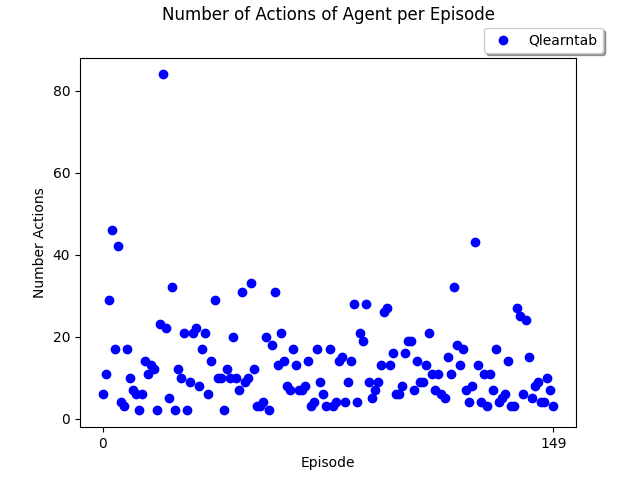 Number of Actions of Agent per Episode
Qlearntab
80
60
40
20
0
Number Actions
0
149
Episode